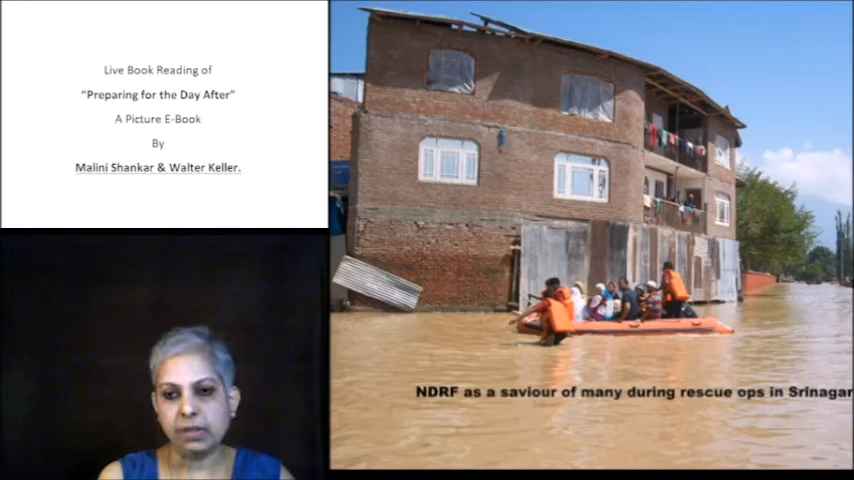 Live Book Reading of
“Preparing for the Day After”
A Picture E-Book
By
Malini Shankar & Walter Keller.
NDRF as a saviour of many during rescue ops in Srinagar